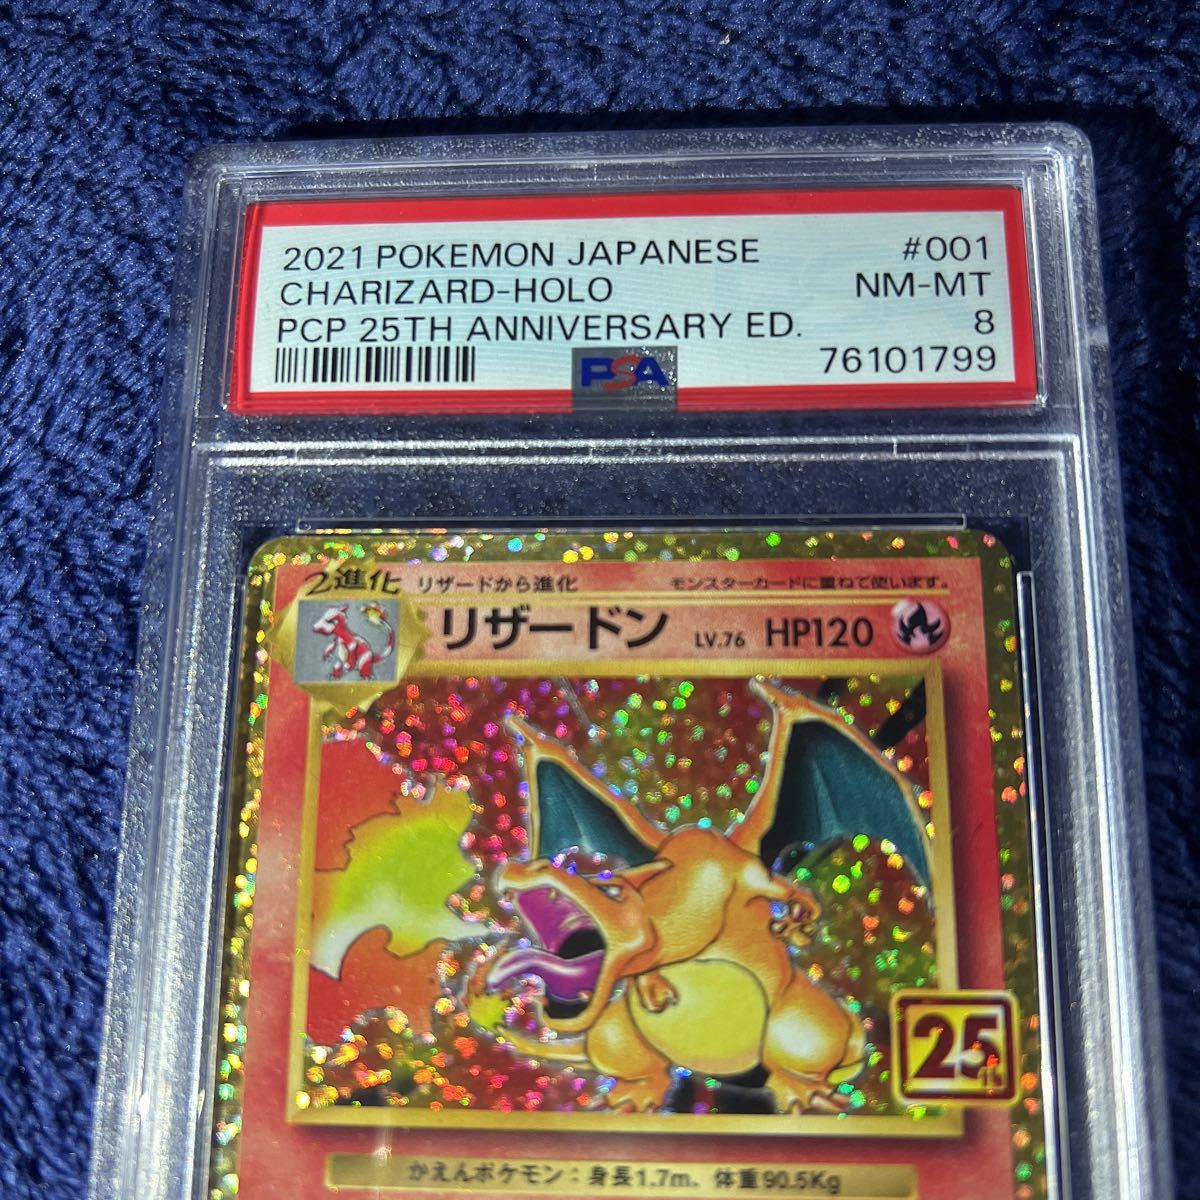 2021 POKEMON JAPANESE #001
CHARIZARD-HOLO NM-MT
PCP 25TH ANNIVERSARY ED. 8
PSA 76101799
2進化 リザードから進化 モンスターカードに重ねて使います。
リザードン LV.76 HP120
25th
かえんポケモン：身長1.7m、体重90.5Kg